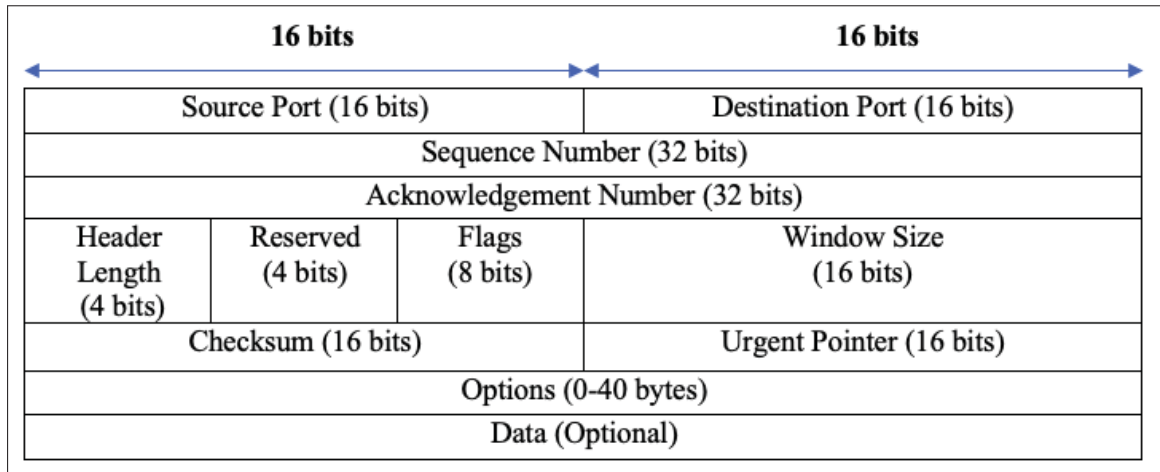 16 bits 16 bits
Source Port (16 bits) Destination Port (16 bits)
Sequence Number (32 bits)
Acknowledgement Number (32 bits)
Header Reserved Flags Window Size
Length (4 bits) (8 bits) (16 bits)
(4 bits)
Checksum (16 bits) Urgent Pointer (16 bits)
Options (0-40 bytes)
Data (Optional)